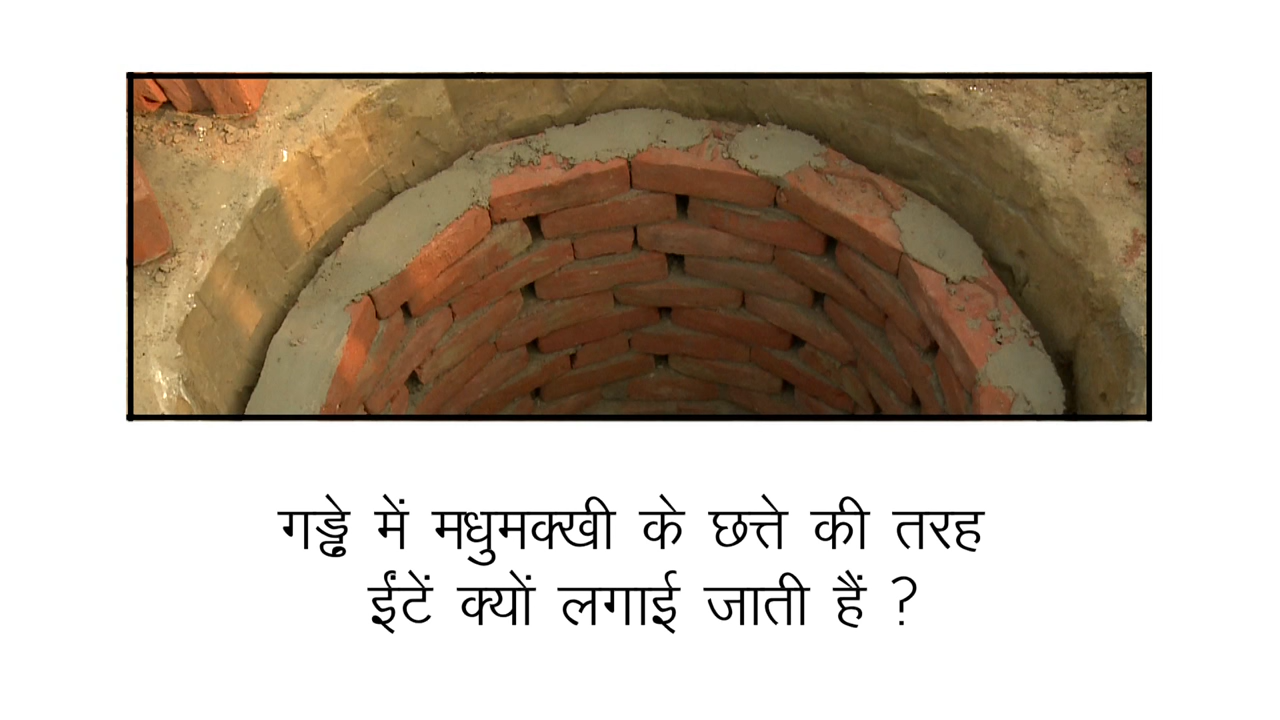 गड्ढे में मधुमक्खी के छत्ते की तरह
ईंटें क्यों लगाई जाती हैं ?